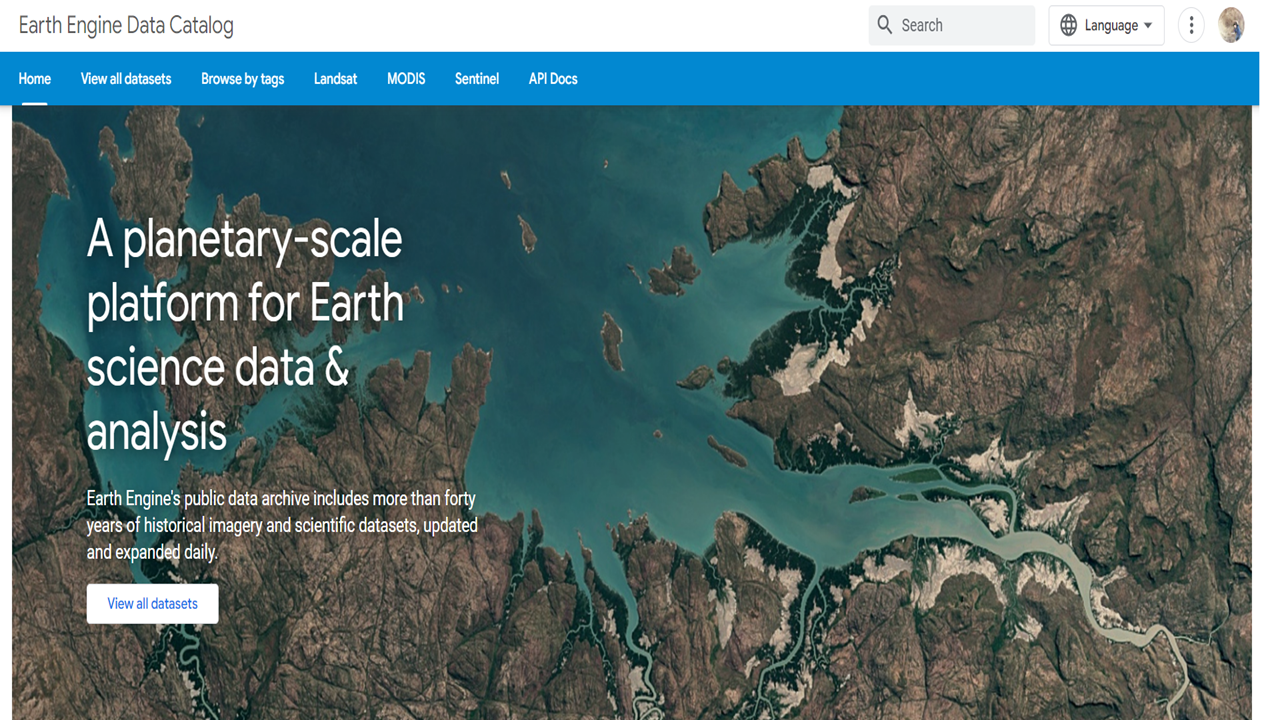 Earth Engine Data Catalog
Search
Language
Home
View all datasets
Browse by tags
Landsat
MODIS
Sentinel
API Docs
A planetary-scale
platform for Earth
science data &
analysis
Earth Engine's public data archive includes more than forty
years of historical imagery and scientific datasets, updated
and expanded daily.
View all datasets